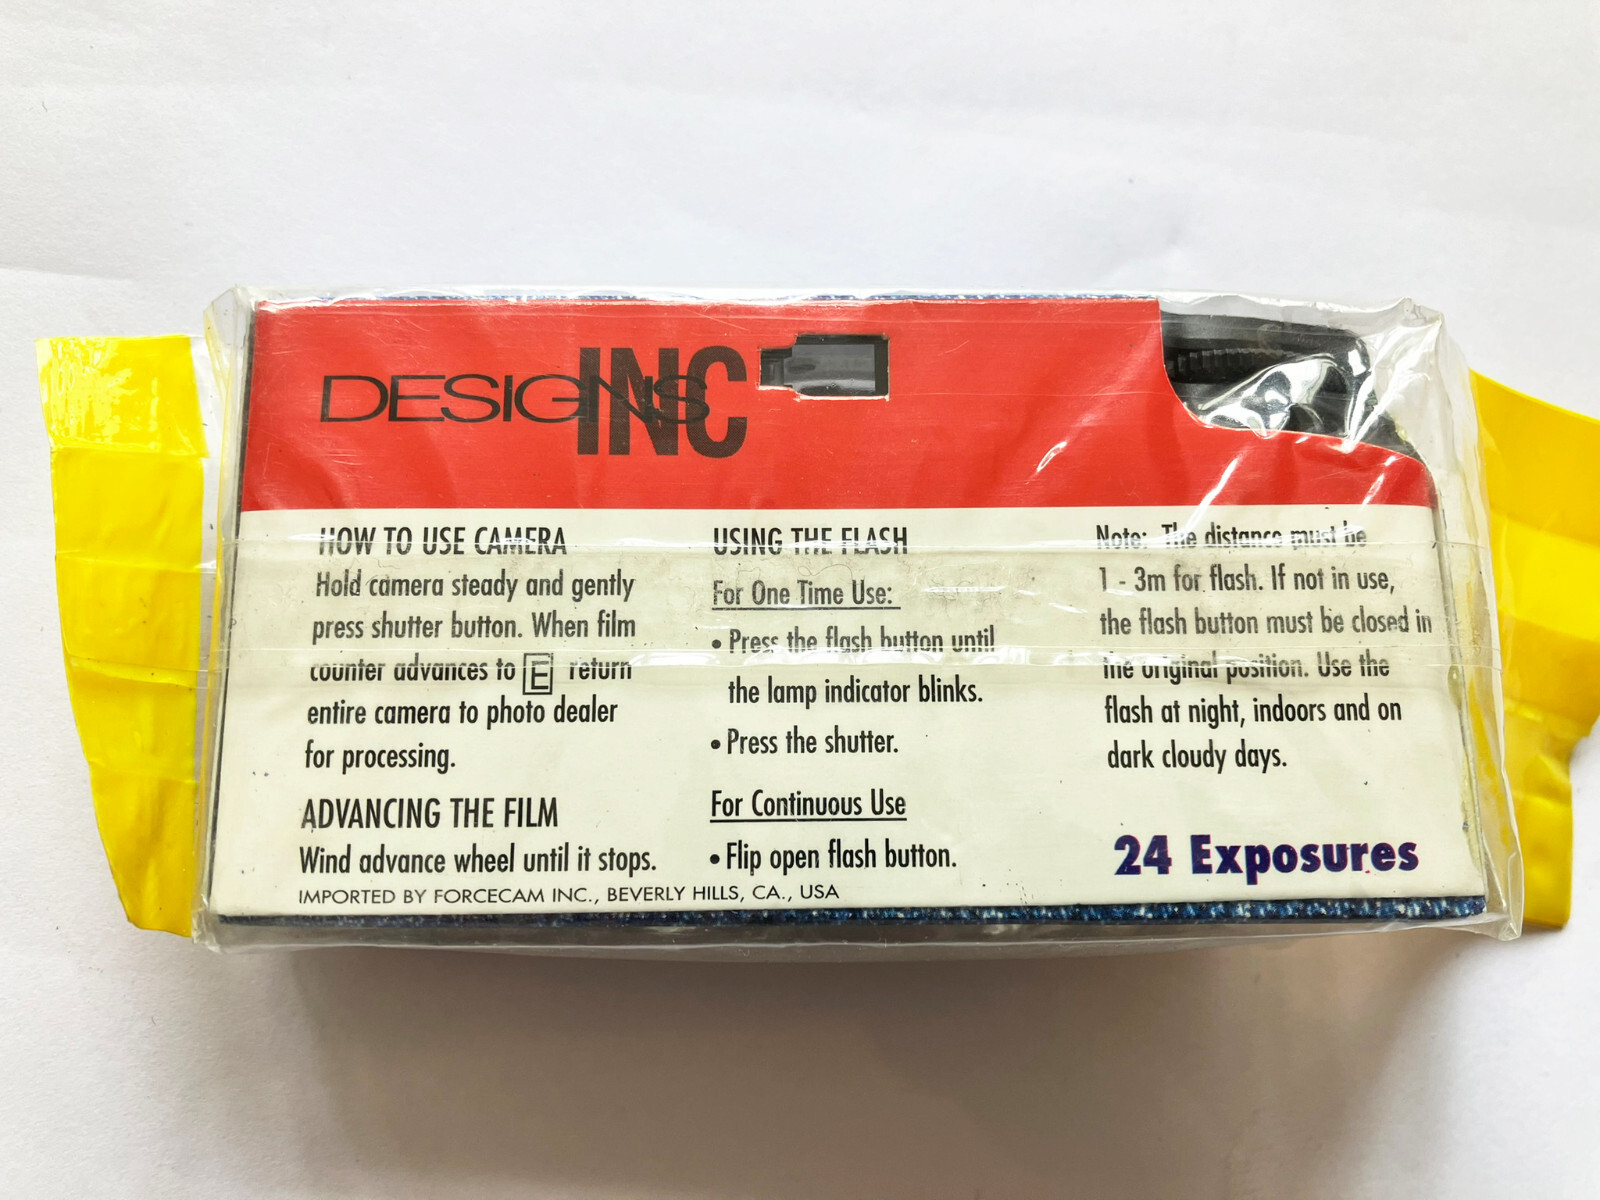 DESIGNS INC
HOW TO USE CAMERA
Hold camera steady and gently
press shutter button. When film
counter advances to E return
entire camera to photo dealer
for processing.
ADVANCING THE FILM
Wind advance wheel until it stops.
IMPORTED BY FORCECAM INC., BEVERLY HILLS, CA., USA
USING THE FLASH
For One Time Use:
• Press the flash button until
the lamp indicator blinks.
• Press the shutter.
For Continuous Use
• Flip open flash button.
Note: The distance must be
1 - 3m for flash. If not in use,
the flash button must be closed in
the original position. Use the
flash at night, indoors and on
dark cloudy days.
24 Exposures